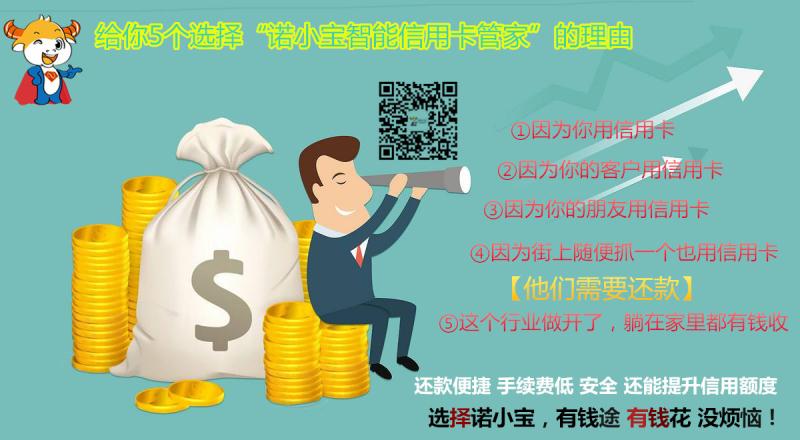 给你5个选择“诺小宝智能信用卡管家”的理由
①因为你用信用卡
②因为你的客户用信用卡
③因为你的朋友用信用卡
④因为街上随便抓一个也用信用卡
【他们需要还款】
⑤这个行业做开了，躺在家里都有钱收
还款便捷 手续费低 安全 还能提升信用额度
选择诺小宝，有钱途 有钱花 没烦恼！
$